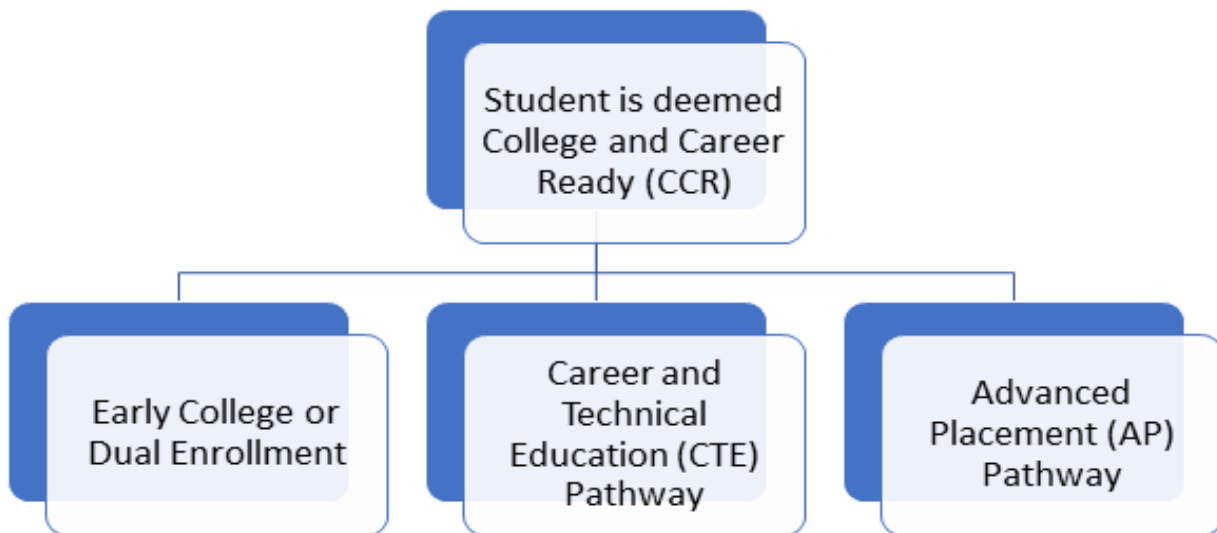 Student is deemed
College and Career
Ready (CCR)
Early College or
Dual Enrollment
Career and
Technical
Education (CTE)
Pathway
Advanced
Placement (AP)
Pathway